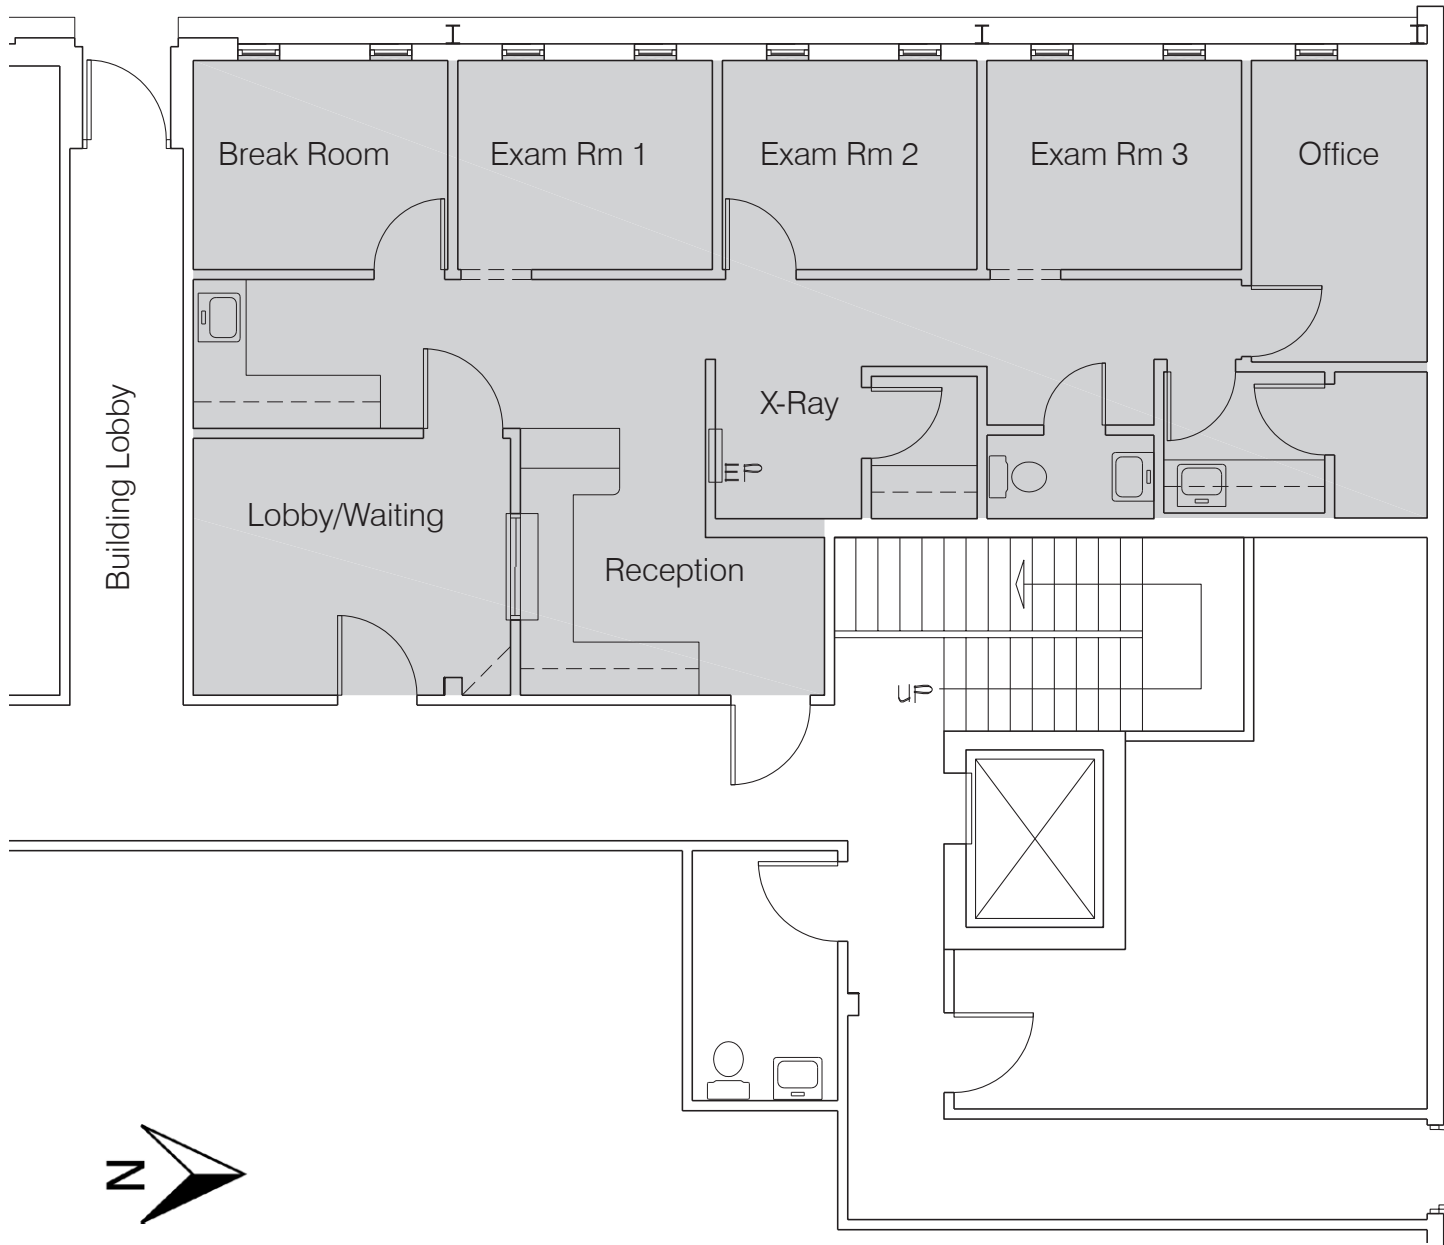 Break Room
Exam Rm 1
Exam Rm 2
Exam Rm 3
Office
X-Ray
EP
Building Lobby
Lobby/Waiting
Reception
UP
N